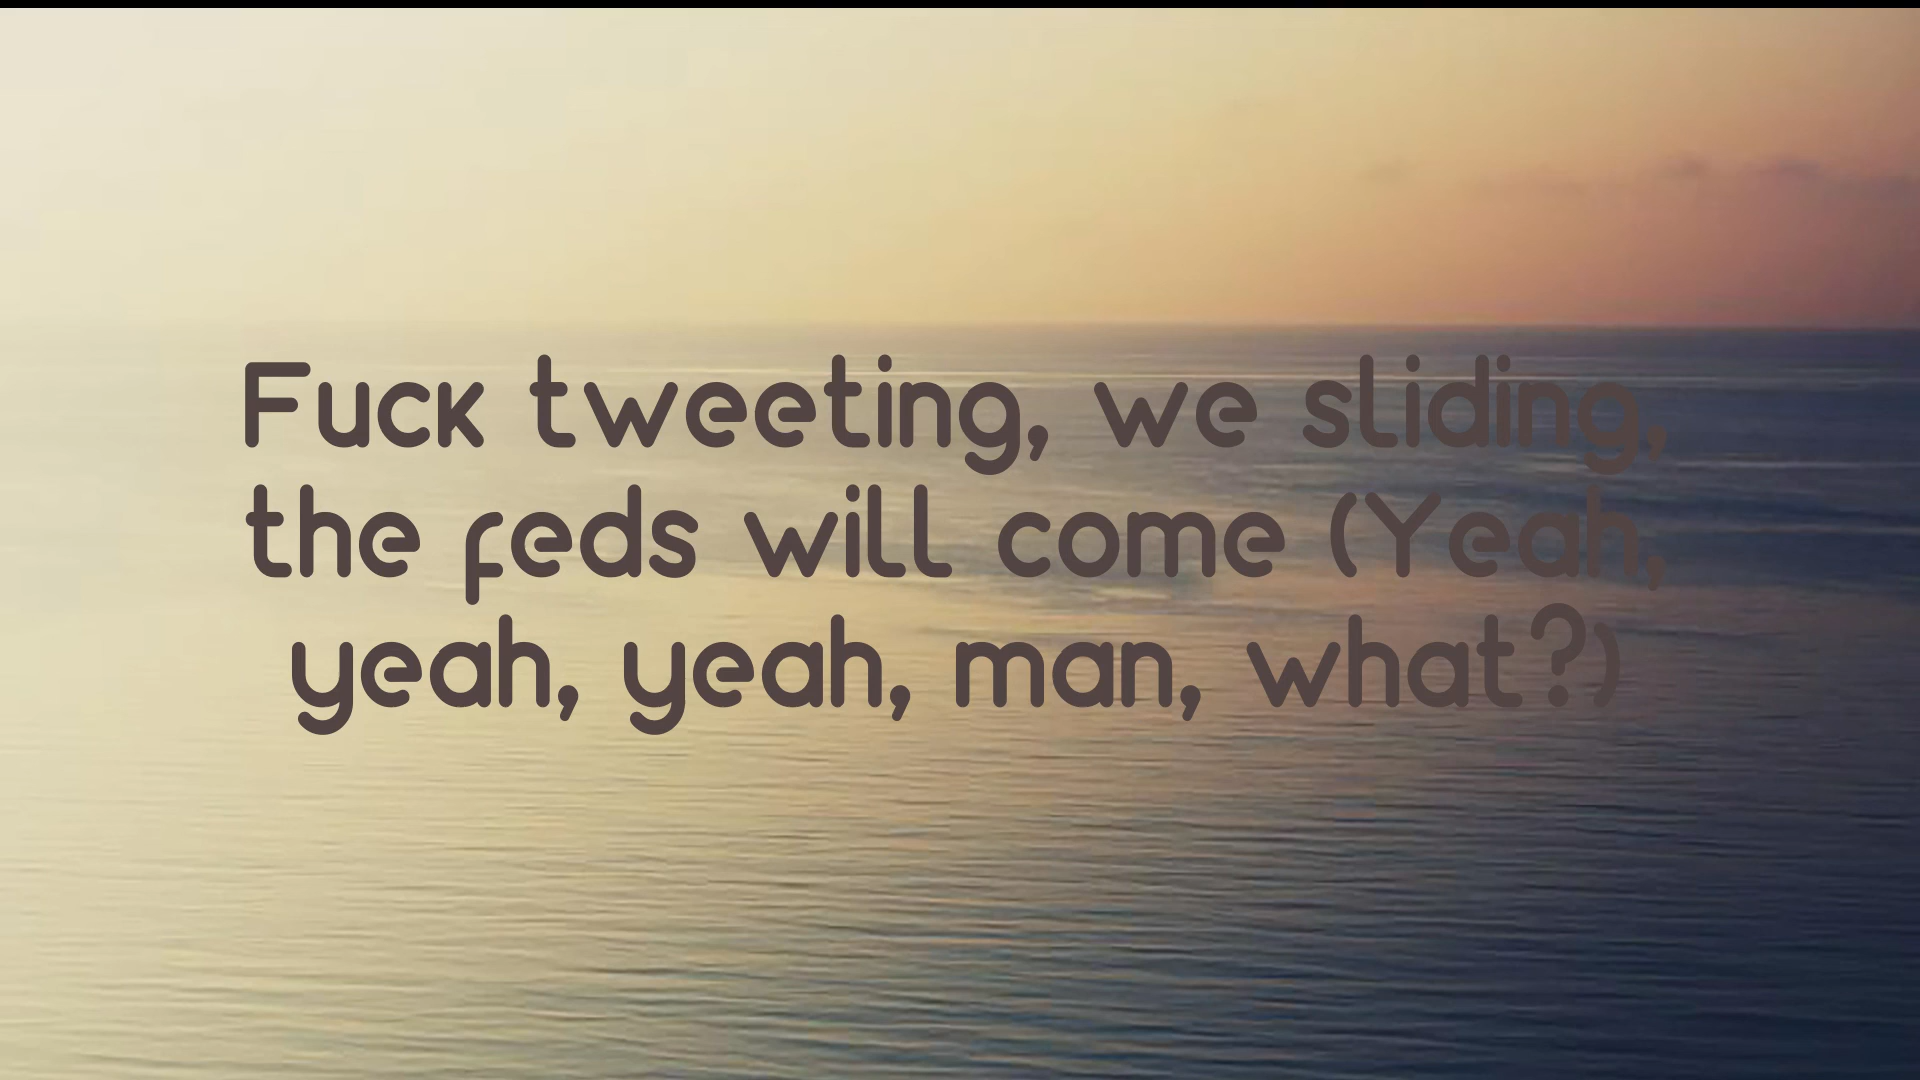 Fuck tweeting, we sliding,
the feds will come (Yeah,
yeah, yeah, man, what?)